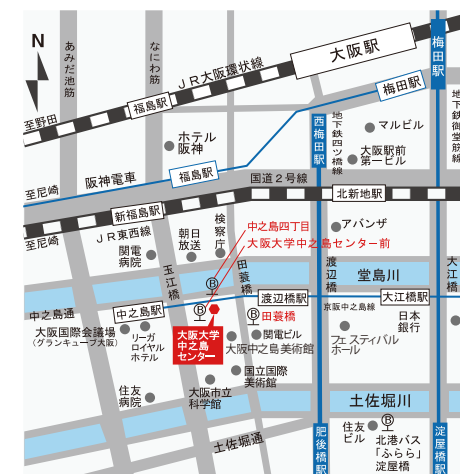 N
あみだ池筋
なにわ筋
大阪駅
梅田駅
JR大阪環状線
福島駅
至野田
梅田駅
地下鉄御堂筋線
西梅田駅
地下鉄四ツ橋線
マルビル
ホテル
阪神
大阪駅前
第一ビル
阪神電車
福島駅
国道2号線
至尼崎
北新地駅
新福島駅
至尼崎
JR東西線
朝日
放送
検察庁
中之島四丁目
大阪大学中之島センター前
アバンザ
関電
病院
玉江橋
田蓑橋
渡辺橋
大江橋
堂島川
B
中之島通
中之島駅
B
渡辺橋駅
大江橋駅
京阪中之島線
B
田蓑橋
日本
銀行
大阪国際会議場
(グランキューブ大阪)
リーガ
ロイヤル
ホテル
大阪大学
中之島
センター
関電ビル
大阪中之島美術館
フェスティバル
ホール
国立国際
美術館
住友
病院
大阪市立
科学館
土佐堀川
土佐堀通
肥後橋駅
住友
ビル
B
北港バス
「ふらら」
淀屋橋
淀屋橋駅